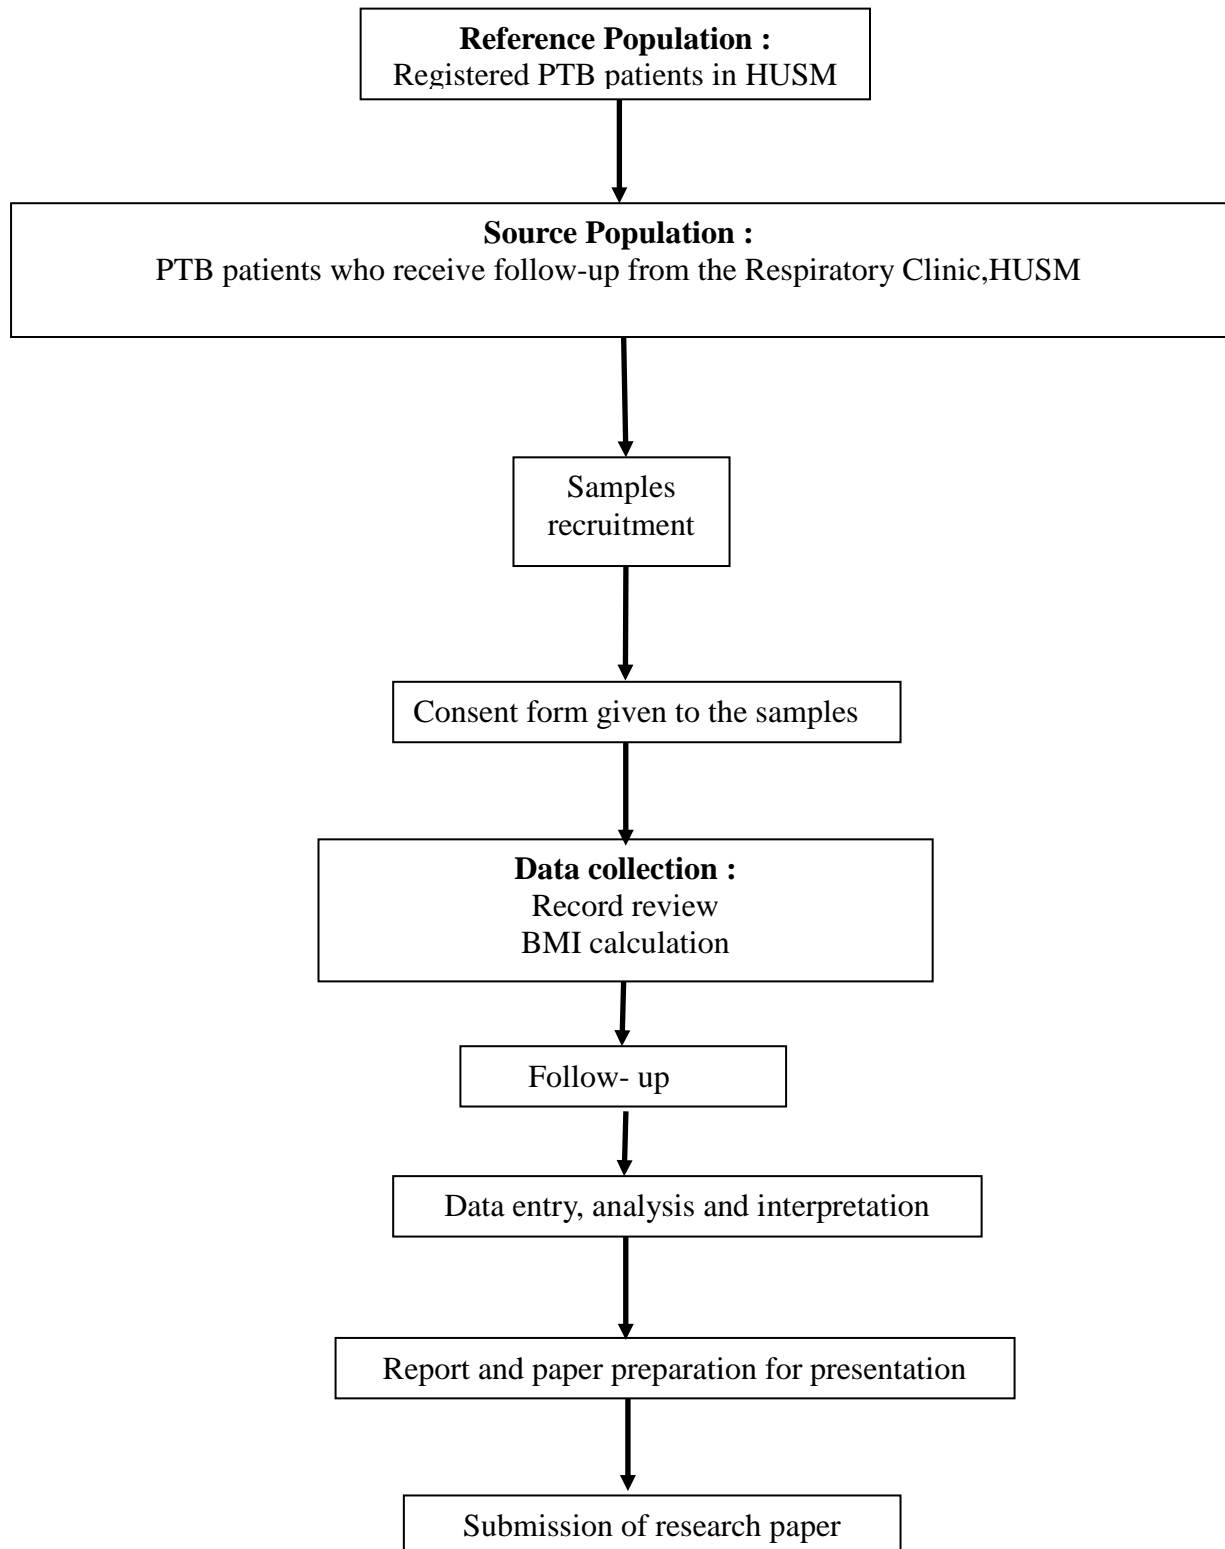 Reference Population :
Registered PTB patients in HUSM
Source Population :
PTB patients who receive follow-up from the Respiratory Clinic,HUSM
Samples
recruitment
Consent form given to the samples
Data collection :
Record review
BMI calculation
Follow- up
Data entry, analysis and interpretation
Report and paper preparation for presentation
Submission of research paper